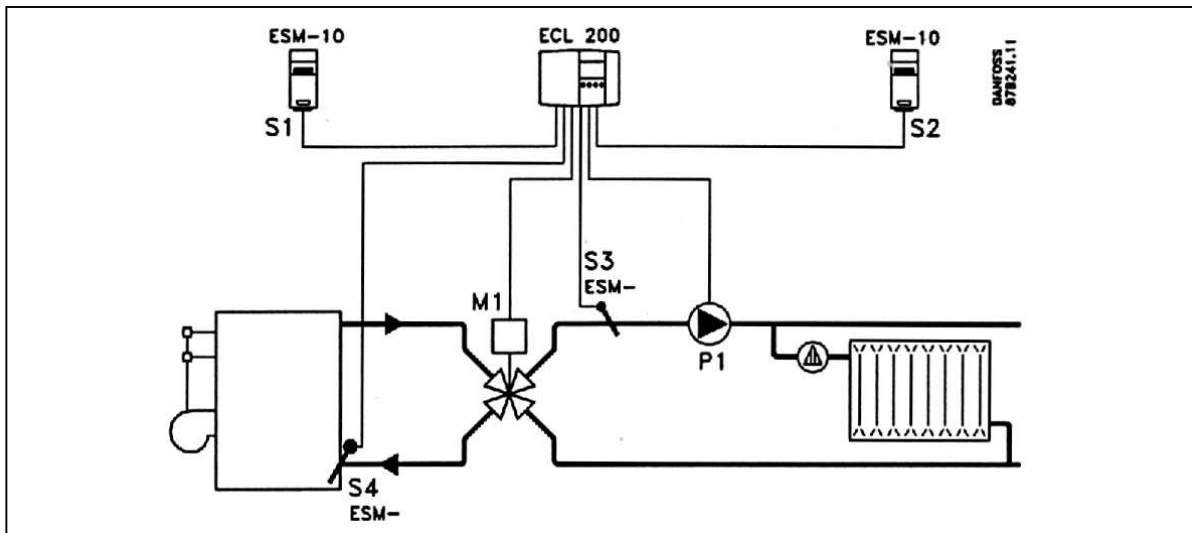 ESM-10
ECL 200
ESM-10
DANFOSS
87B241.11
S1
S2
S3
ESM-
M1
P1
S4
ESM-